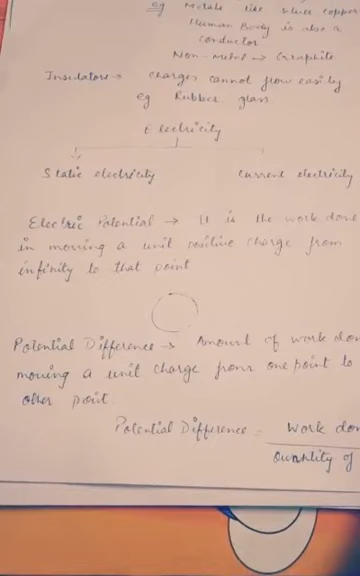 eg Metals like silver copper
Human Body is also a
conductor
Non-Metal → Graphite
Insulators → charges cannot flow easily
eg Rubber, glass
Electricity
Static electricity current electricity
Electric Potential → It is the work done
in moving a unit positive charge from
infinity to that point
Potential Difference → Amount of work don
moving a unit charge from one point to
other point.
Potential Difference = Work don
Quantity of